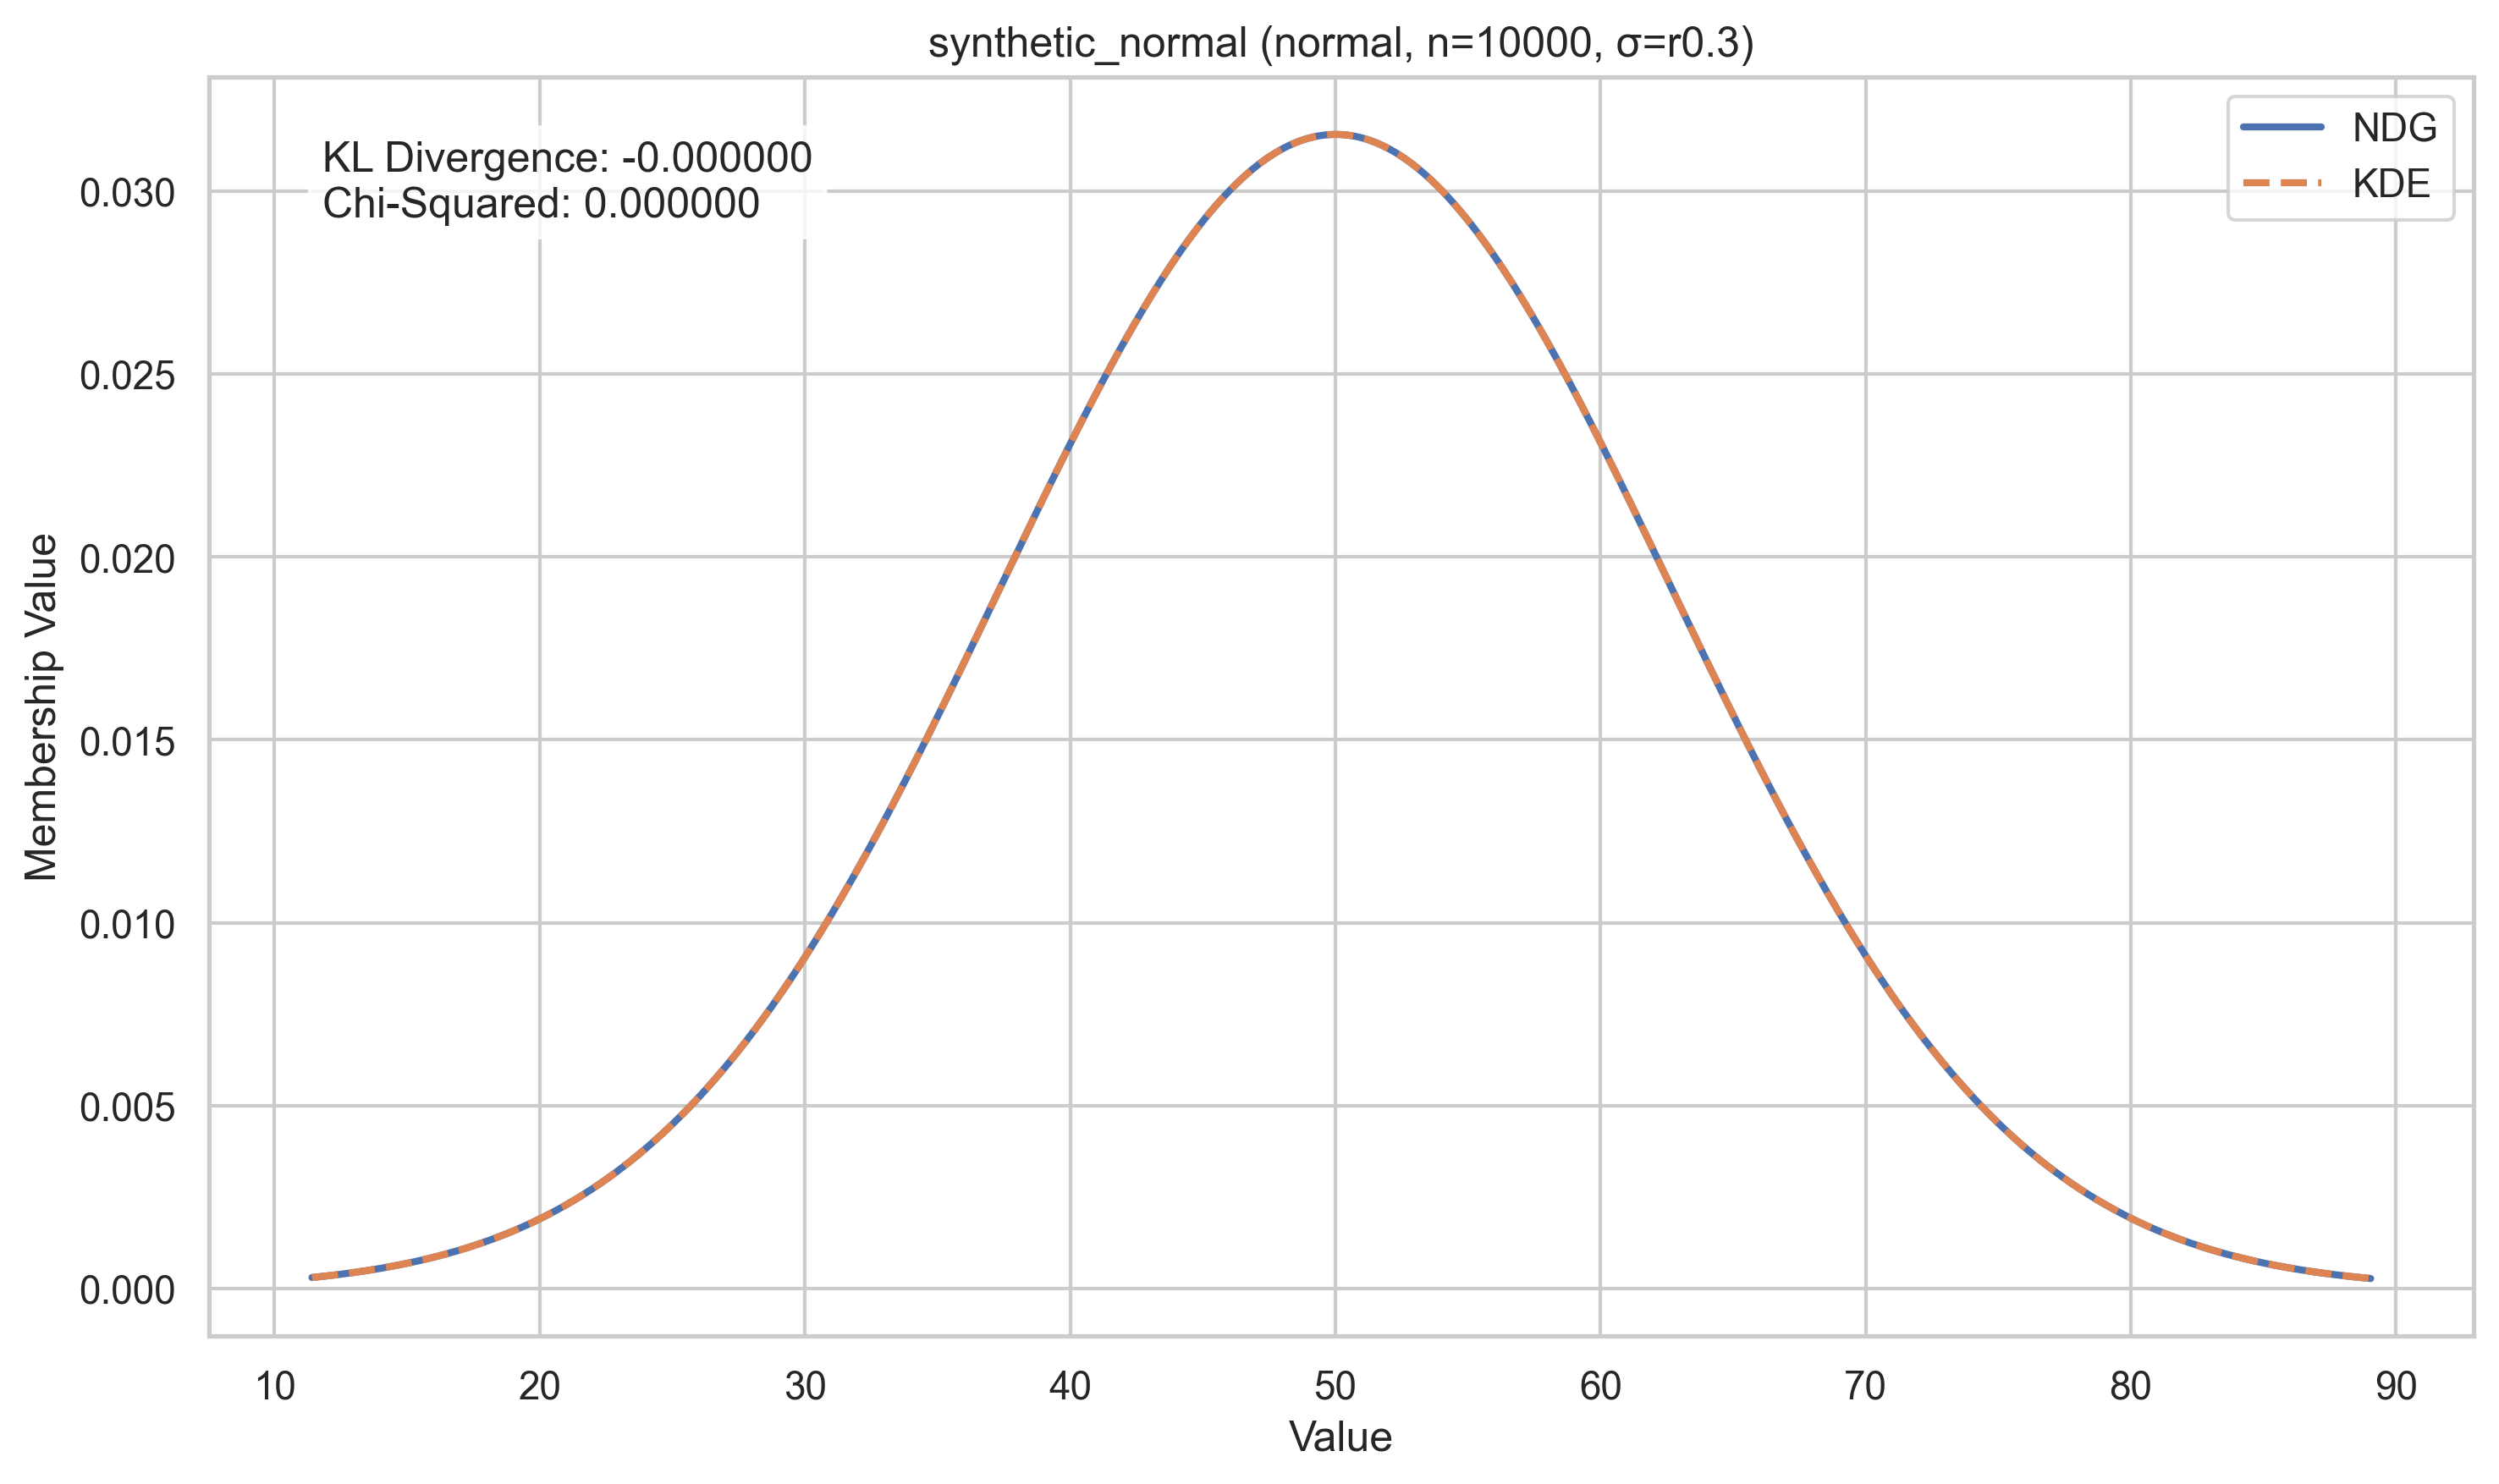 synthetic_normal (normal, n=10000, σ=r0.3)
KL Divergence: -0.000000
Chi-Squared: 0.000000
NDG
KDE
0.030
0.025
0.020
0.015
0.010
0.005
0.000
Membership Value
10 20 30 40 50 60 70 80 90
Value